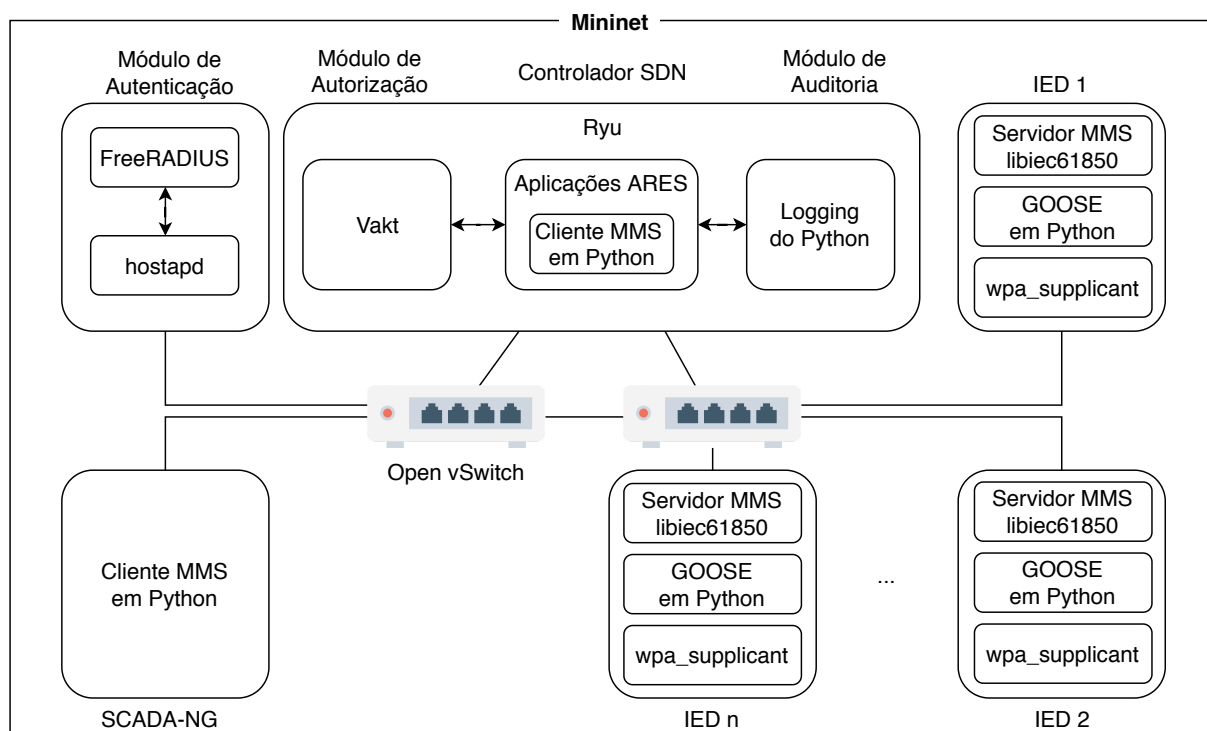 Mininet
Módulo de
Autenticação
FreeRADIUS
hostapd
Módulo de
Autorização
Controlador SDN
Módulo de
Auditoria
Ryu
Vakt
Aplicações ARES
Cliente MMS
em Python
Logging
do Python
IED 1
Servidor MMS
libiec61850
GOOSE
em Python
wpa_supplicant
Open vSwitch
Cliente MMS
em Python
SCADA-NG
Servidor MMS
libiec61850
GOOSE
em Python
wpa_supplicant
IED n
...
Servidor MMS
libiec61850
GOOSE
em Python
wpa_supplicant
IED 2